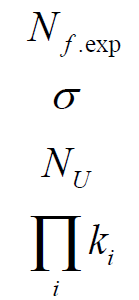 N_{f.exp}
σ
N_U
∏_i k_i